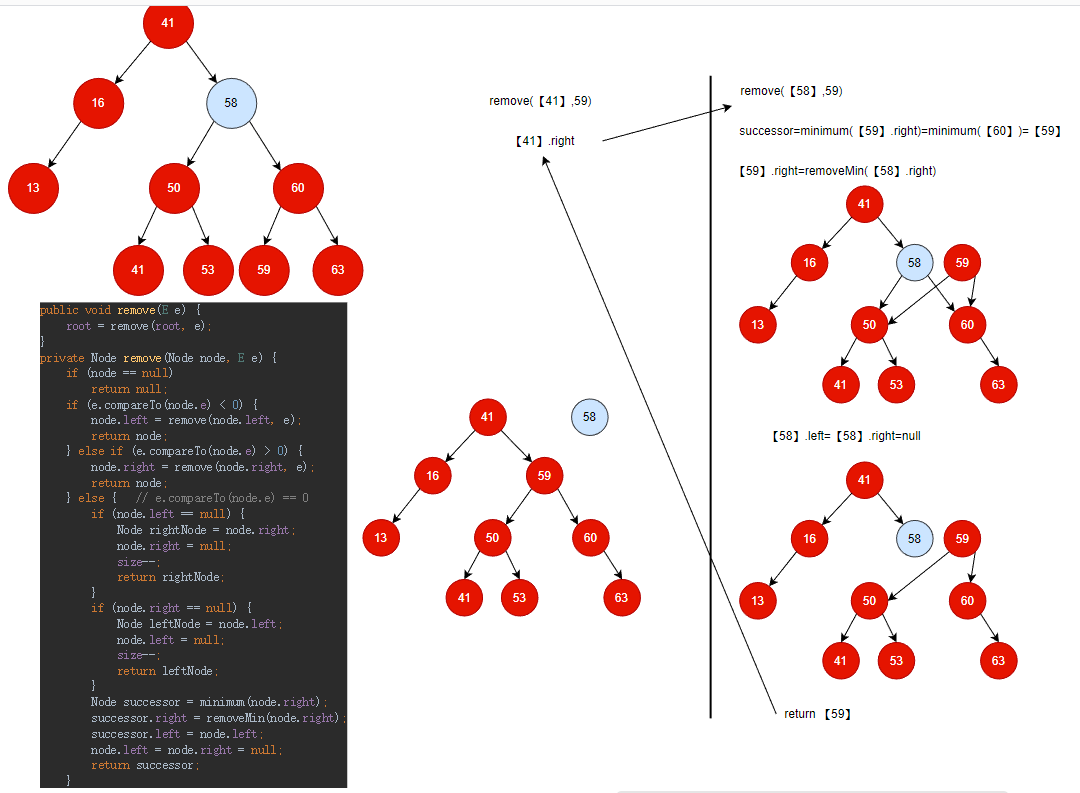 41
16
58
13
50
60
41
53
59
63
public void remove(E e) {
root = remove(root, e);
}
private Node remove(Node node, E e) {
if (node == null)
return null;
if (e.compareTo(node.e) < 0) {
node.left = remove(node.left, e);
return node;
} else if (e.compareTo(node.e) > 0) {
node.right = remove(node.right, e);
return node;
} else {   // e.compareTo(node.e) == 0
if (node.left == null) {
Node rightNode = node.right;
node.right = null;
size--;
return rightNode;
}
if (node.right == null) {
Node leftNode = node.left;
node.left = null;
size--;
return leftNode;
}
Node successor = minimum(node.right);
successor.right = removeMin(node.right);
successor.left = node.left;
node.left = node.right = null;
return successor;
}
remove(【41】,59)
【41】.right
41
58
16
59
13
50
60
41
53
63
remove(【58】,59)
successor=minimum(【59】.right)=minimum(【60】)=【59】
【59】.right=removeMin(【58】.right)
41
16
58
59
13
50
60
41
53
63
【58】.left=【58】.right=null
41
16
58
59
13
50
60
41
53
63
return 【59】